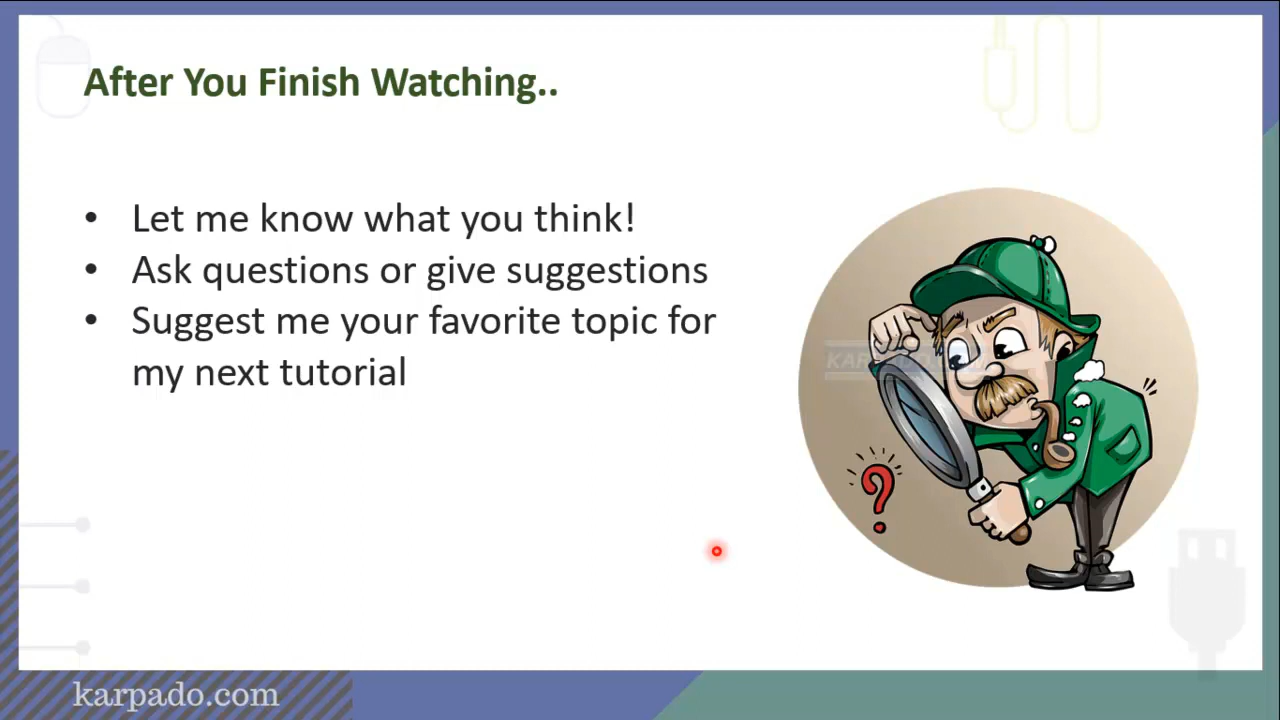 After You Finish Watching..
• Let me know what you think!
• Ask questions or give suggestions
• Suggest me your favorite topic for
my next tutorial
?
karpado.com